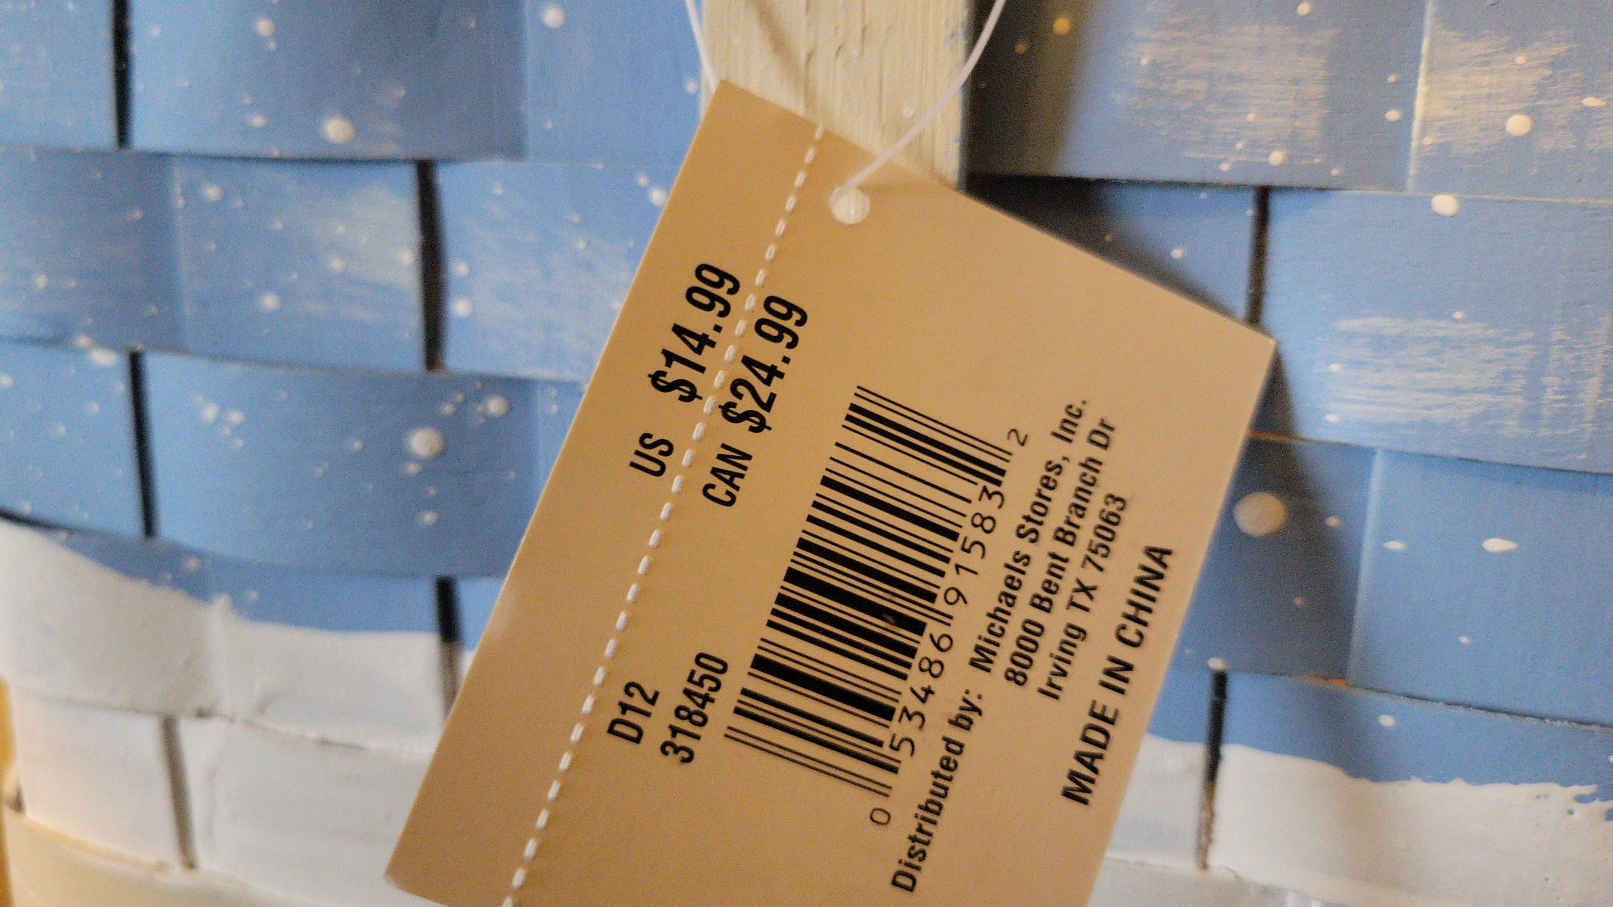 US $14.99
CAN $24.99
D12
318450
0 53486 91583 2
Distributed by: Michaels Stores, Inc.
8000 Bent Branch Dr
Irving TX 75063
MADE IN CHINA